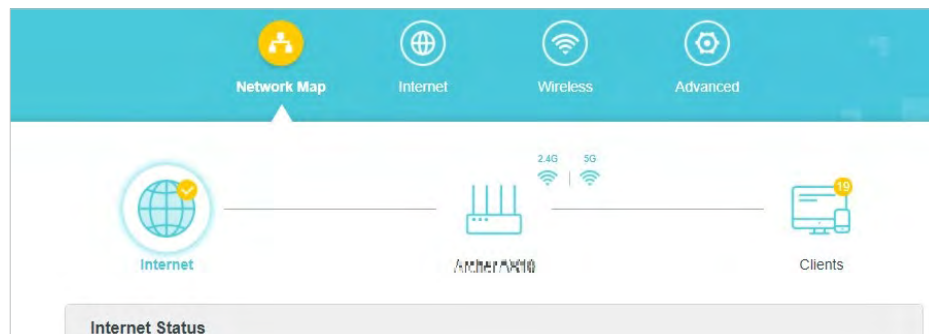 Network Map
Internet
Wireless
Advanced
2.4G
5G
19
Internet
Archer
Clients
Internet Status